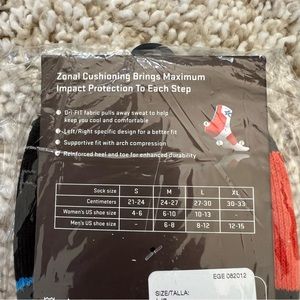 Zonal Cushioning Brings Maximum
Impact Protection To Each Step
• Dri-FIT fabric pulls away sweat to help
keep you cool and comfortable
• Left/Right specific design for a better fit
• Supportive fit with arch compression
• Reinforced heel and toe for enhanced durability
Sock size S M L XL
Centimeters 21-24 24-27 27-30 30-33
Women's US shoe size 4-6 6-10 10-13 -
Men's US shoe size - 6-8 8-12 12-15
EGE 082012
SIZE/TALLA: